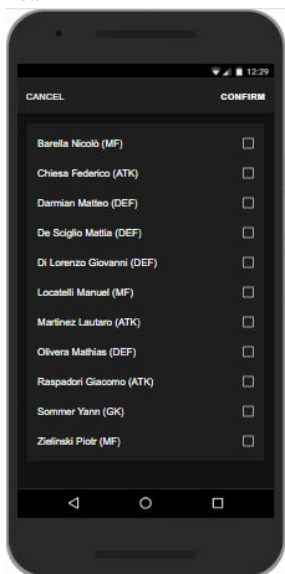 12:29
CANCEL CONFIRM
Barella Nicolò (MF)
Chiesa Federico (ATK)
Darmian Matteo (DEF)
De Sciglio Mattia (DEF)
Di Lorenzo Giovanni (DEF)
Locatelli Manuel (MF)
Martinez Lautaro (ATK)
Olivera Mathias (DEF)
Raspadori Giacomo (ATK)
Sommer Yann (GK)
Zielinski Piotr (MF)